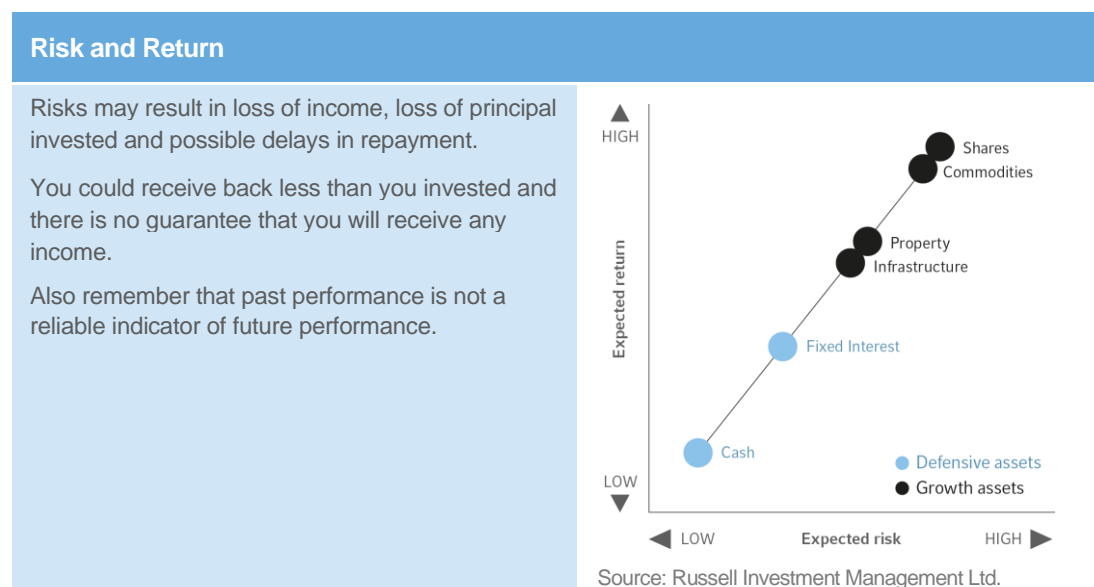 Risk and Return
Risks may result in loss of income, loss of principal
invested and possible delays in repayment.
You could receive back less than you invested and
there is no guarantee that you will receive any
income.
Also remember that past performance is not a
reliable indicator of future performance.
HIGH
Expected return
LOW
Shares
Commodities
Property
Infrastructure
Fixed Interest
Cash
Defensive assets
Growth assets
LOW Expected risk HIGH
Source: Russell Investment Management Ltd.